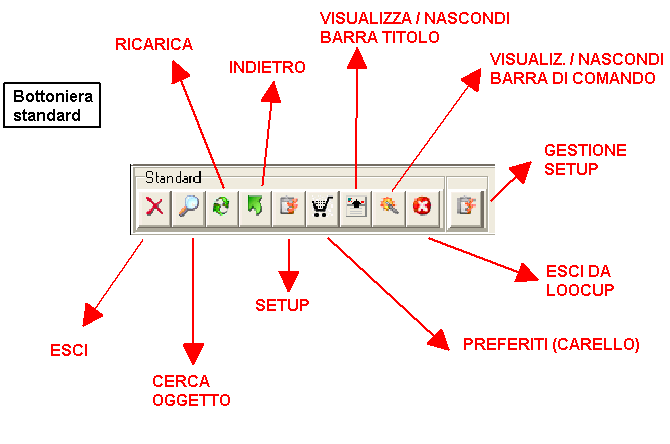 VISUALIZZA / NASCONDI
BARRA TITOLO
RICARICA
INDIETRO
VISUALIZ. / NASCONDI
BARRA DI COMANDO
Bottoniera
standard
GESTIONE
SETUP
Standard
ESCI DA
LOOCUP
SETUP
PREFERITI (CARELLO)
ESCI
CERCA
OGGETTO